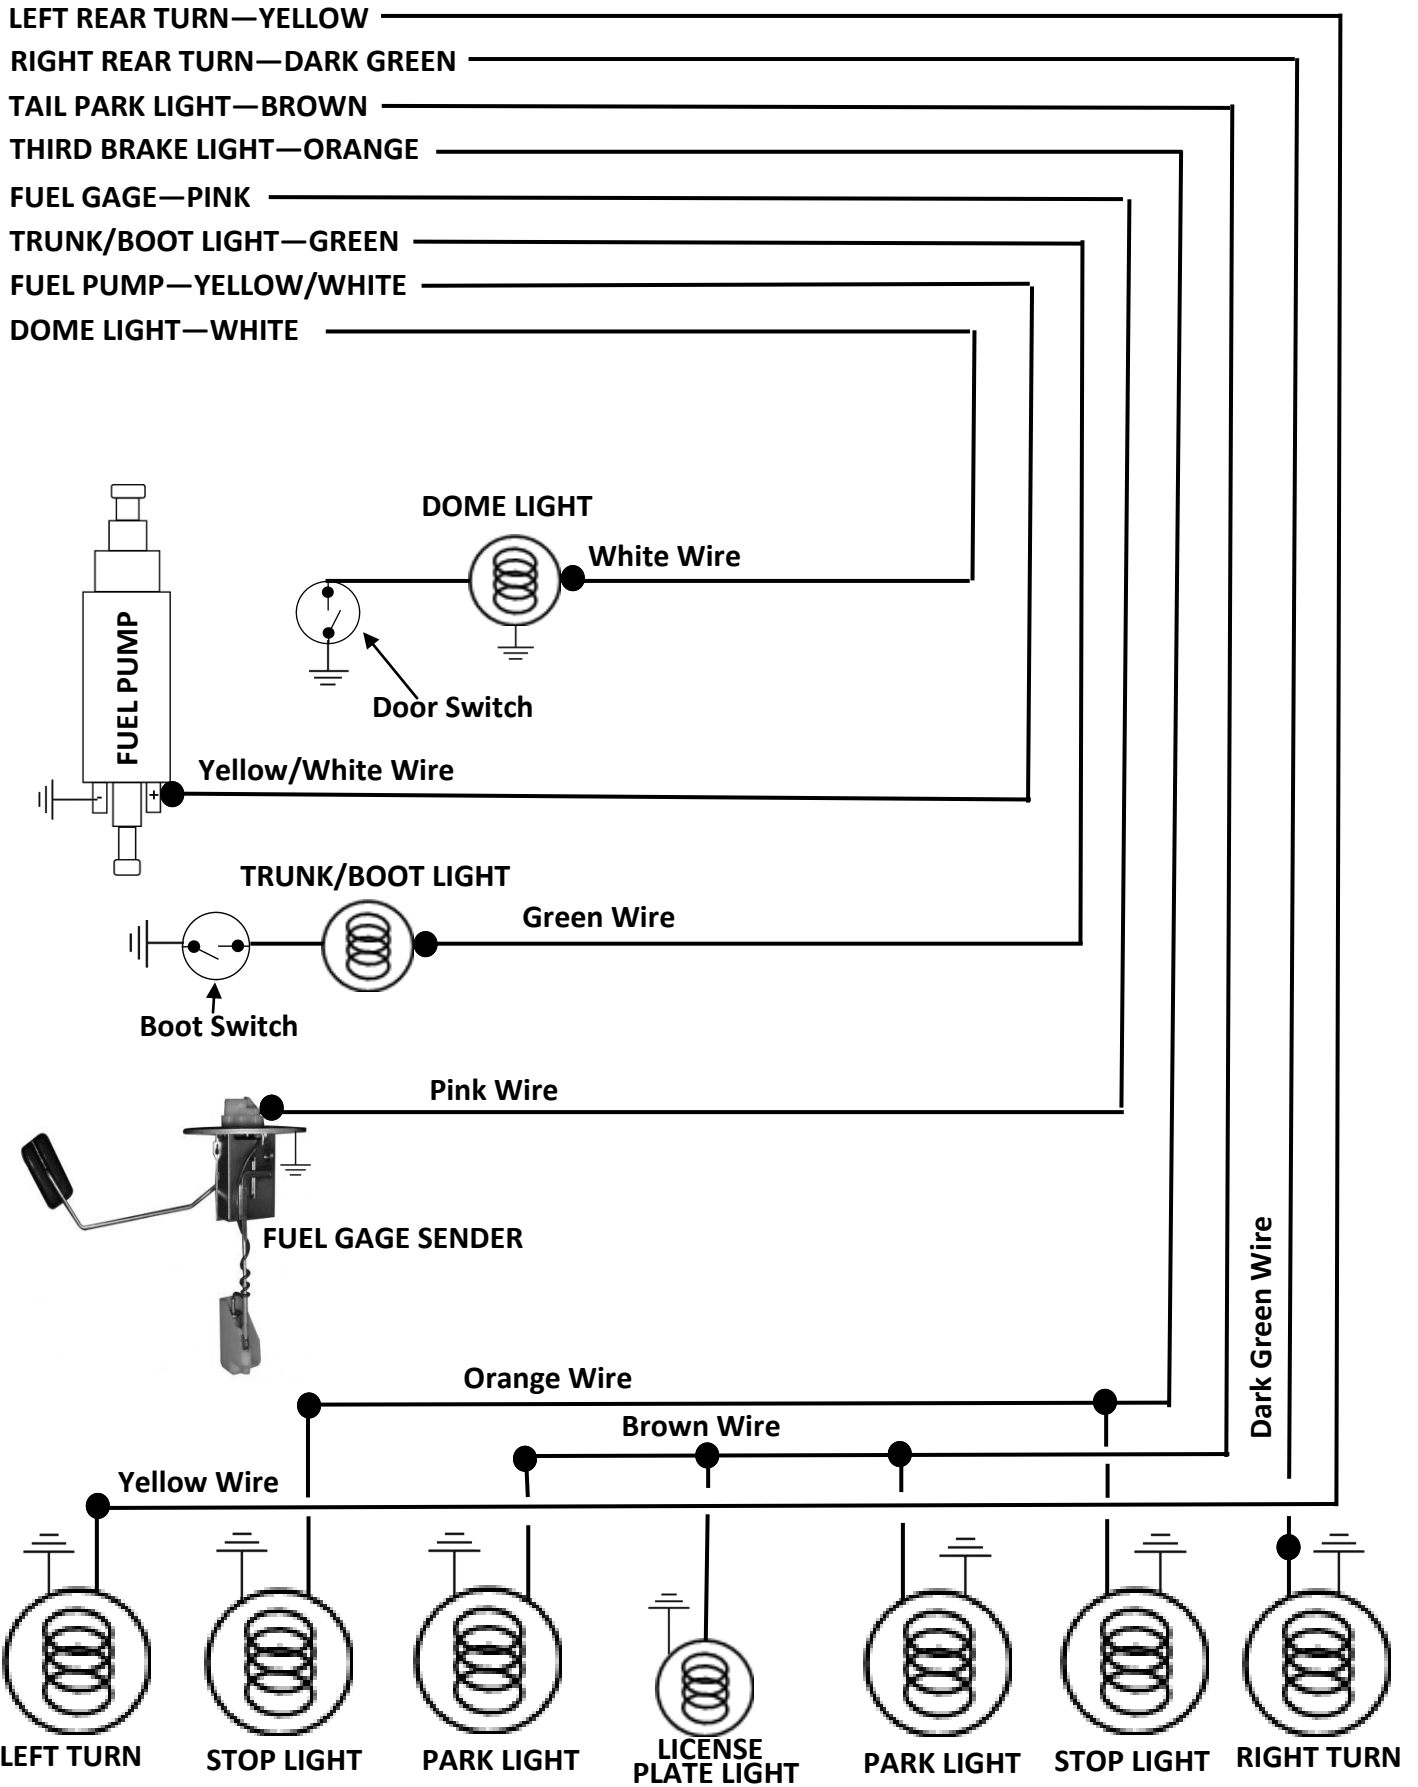 LEFT REAR TURN—YELLOW
RIGHT REAR TURN—DARK GREEN
TAIL PARK LIGHT—BROWN
THIRD BRAKE LIGHT—ORANGE
FUEL GAGE—PINK
TRUNK/BOOT LIGHT—GREEN
FUEL PUMP—YELLOW/WHITE
DOME LIGHT—WHITE
DOME LIGHT
White Wire
FUEL PUMP
Door Switch
Yellow/White Wire
- +
TRUNK/BOOT LIGHT
Green Wire
Boot Switch
Pink Wire
FUEL GAGE SENDER
Dark Green Wire
Orange Wire
Brown Wire
Yellow Wire
LEFT TURN
STOP LIGHT
PARK LIGHT
LICENSE
PLATE LIGHT
PARK LIGHT
STOP LIGHT
RIGHT TURN